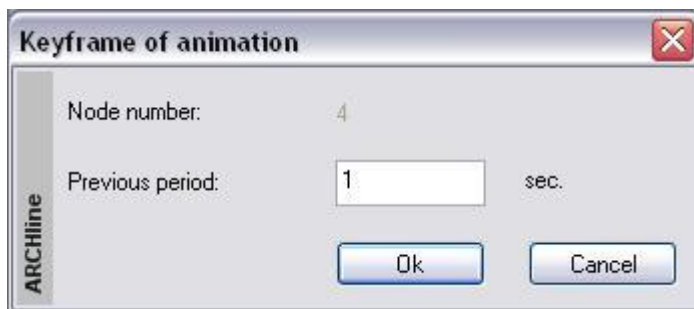 Keyframe of animation
Node number: 4
Previous period: 1 sec.
Ok Cancel
ARCHline